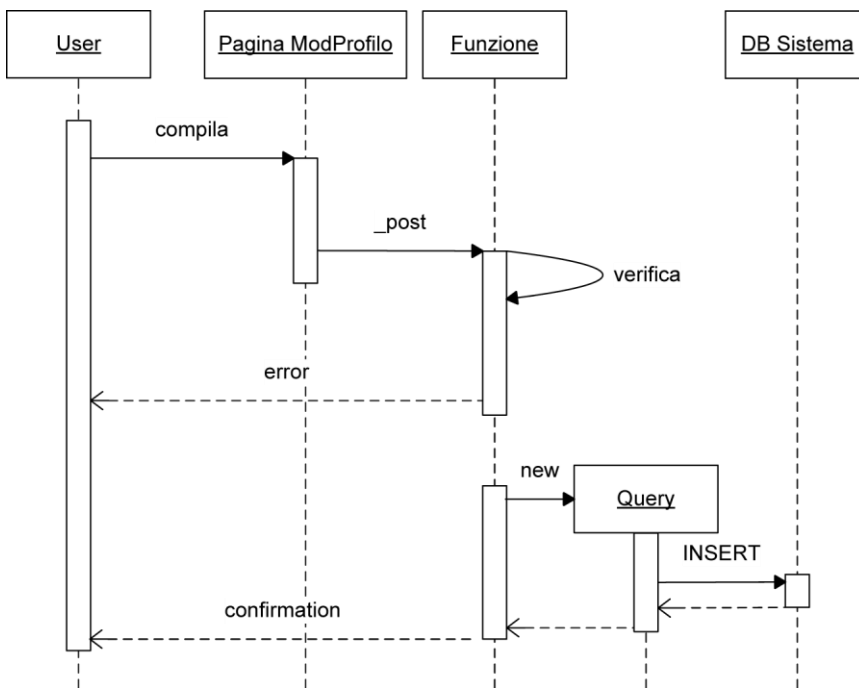 User
Pagina ModProfilo
Funzione
DB Sistema
compila
_post
verifica
error
new
Query
INSERT
confirmation